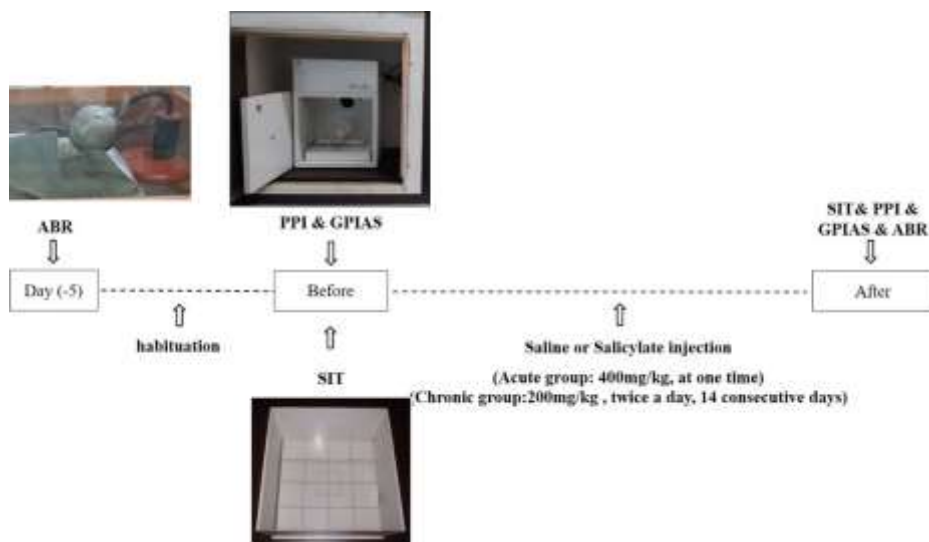 ABR
PPI & GPIAS
SIT& PPI &
GPIAS & ABR
Day (-5)
Before
After
habituation
SIT
Saline or Salicylate injection
(Acute group: 400mg/kg, at one time)
(Chronic group:200mg/kg , twice a day, 14 consecutive days)